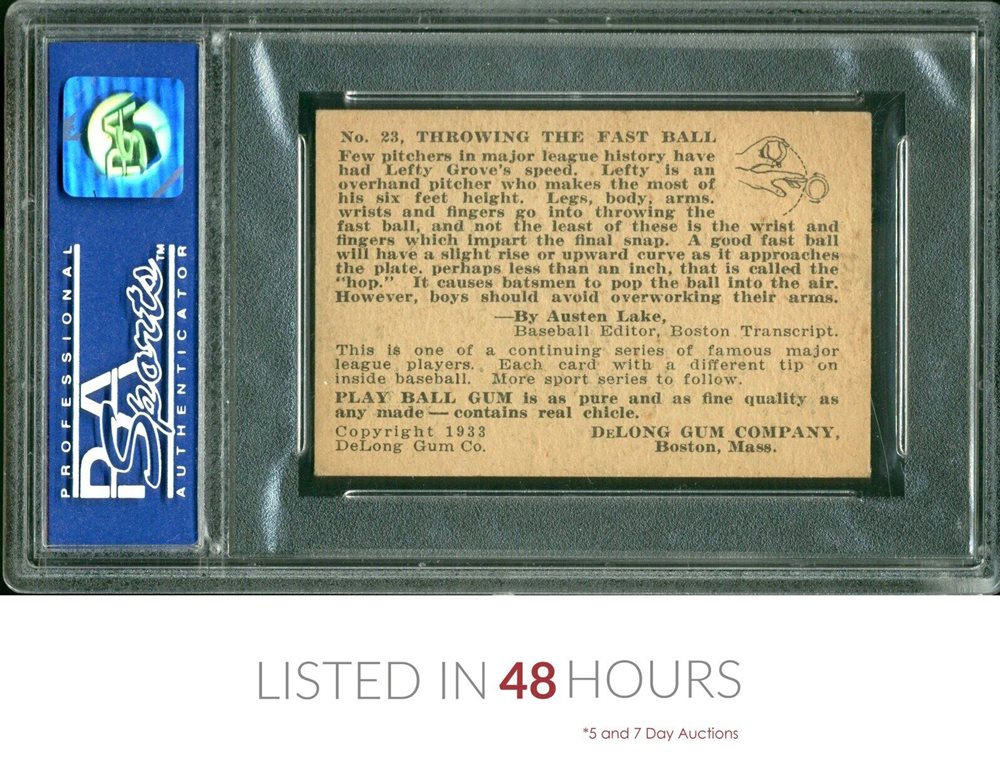 PSA
PROFESSIONAL
PSA Sports™
AUTHENTICATOR
No. 23, THROWING THE FAST BALL
Few pitchers in major league history have
had Lefty Grove's speed. Lefty is an
overhand pitcher who makes the most of
his six feet height. Legs, body, arms.
wrists and fingers go into throwing the
fast ball, and not the least of these is the wrist and
fingers which impart the final snap. A good fast ball
will have a slight rise or upward curve as it approaches
the plate, perhaps less than an inch, that is called the
"hop." It causes batsmen to pop the ball into the air.
However, boys should avoid overworking their arms.
—By Austen Lake,
Baseball Editor, Boston Transcript.
This is one of a continuing series of famous major
league players. Each card with a different tip on
inside baseball. More sport series to follow.
PLAY BALL GUM is as pure and as fine quality as
any made — contains real chicle.
Copyright 1933
DeLong Gum Co.
DeLONG GUM COMPANY,
Boston, Mass.
LISTED IN 48 HOURS
*5 and 7 Day Auctions